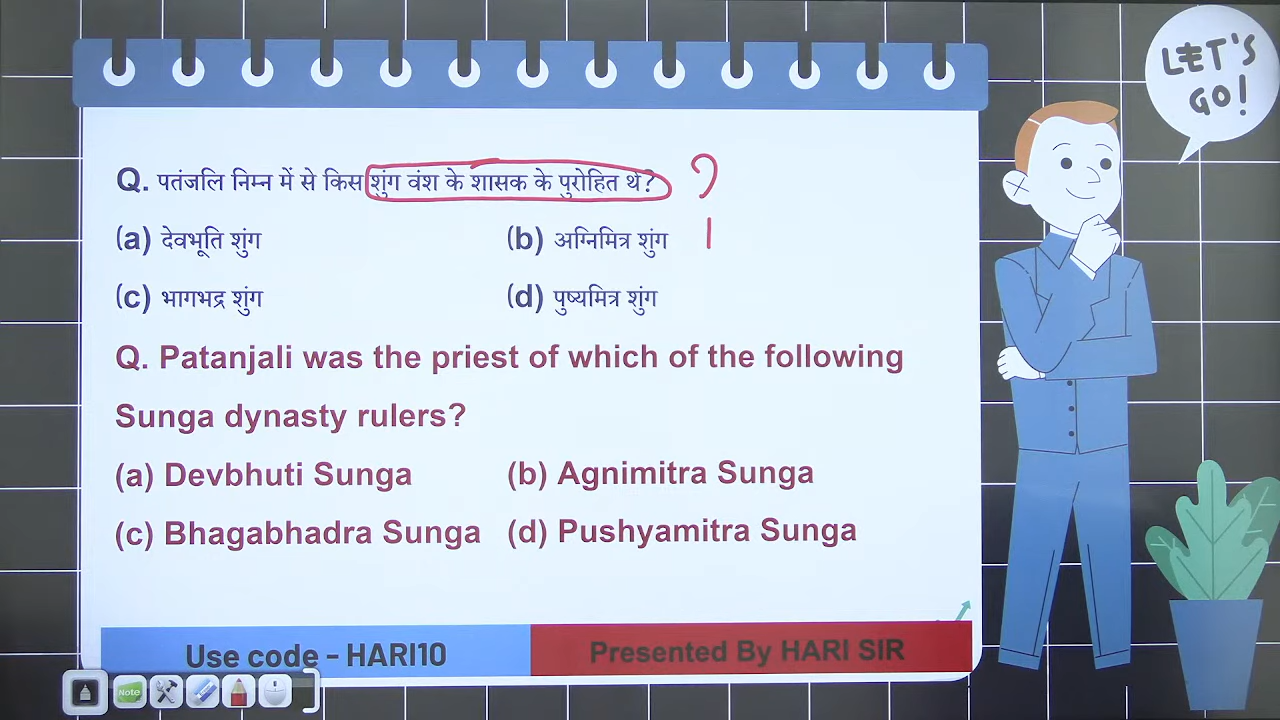 LET'S
GO!
Q. पतंजलि निम्न में से किस शुंग वंश के शासक के पुरोहित थे? ?
(a) देवभूति शुंग (b) अग्निमित्र शुंग
(c) भागभद्र शुंग (d) पुष्यमित्र शुंग
Q. Patanjali was the priest of which of the following
Sunga dynasty rulers?
(a) Devbhuti Sunga (b) Agnimitra Sunga
(c) Bhagabhadra Sunga (d) Pushyamitra Sunga
Use code - HARI10 Presented By HARI SIR
Note